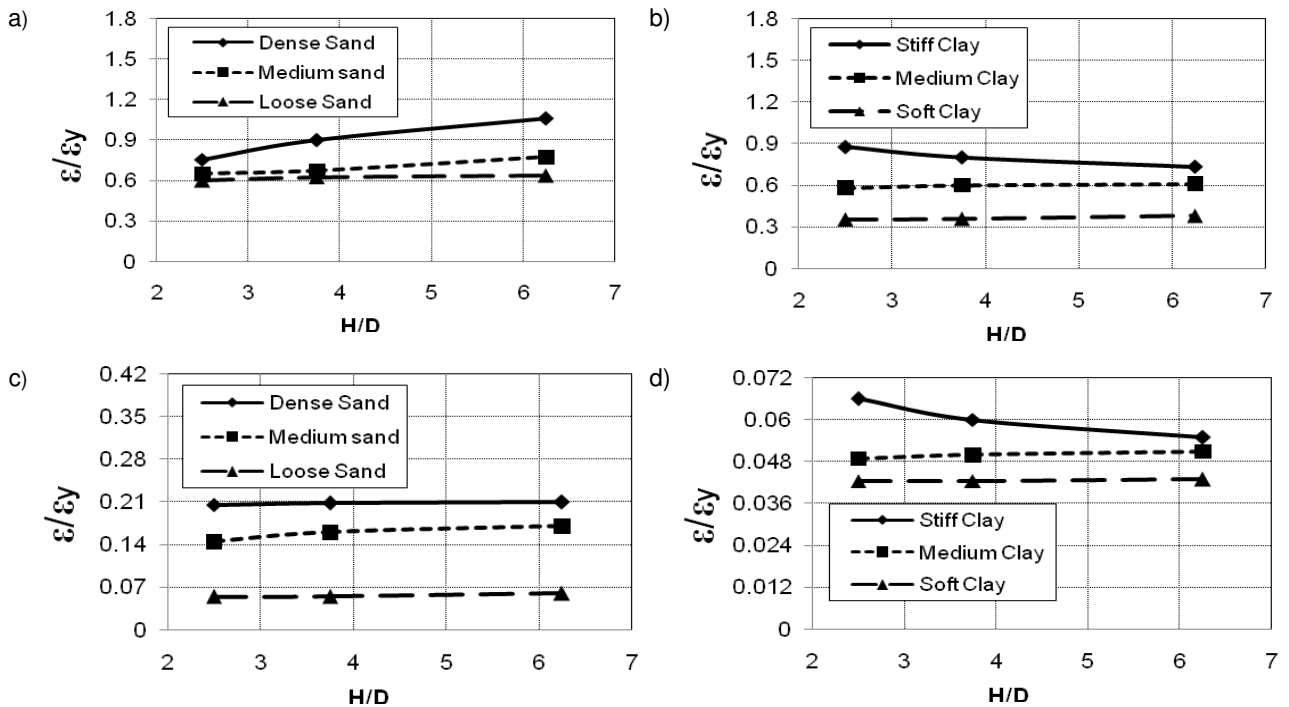 a)
1.8
1.5
1.2
0.9
0.6
0.3
0
ε/εy
Dense Sand
Medium sand
Loose Sand
2 3 4 5 6 7
H/D
b)
1.8
1.5
1.2
0.9
0.6
0.3
0
ε/εy
Stiff Clay
Medium Clay
Soft Clay
2 3 4 5 6 7
H/D
c)
0.42
0.35
0.28
0.21
0.14
0.07
0
ε/εy
Dense Sand
Medium sand
Loose Sand
2 3 4 5 6 7
H/D
d)
0.072
0.06
0.048
0.036
0.024
0.012
0
ε/εy
Stiff Clay
Medium Clay
Soft Clay
2 3 4 5 6 7
H/D